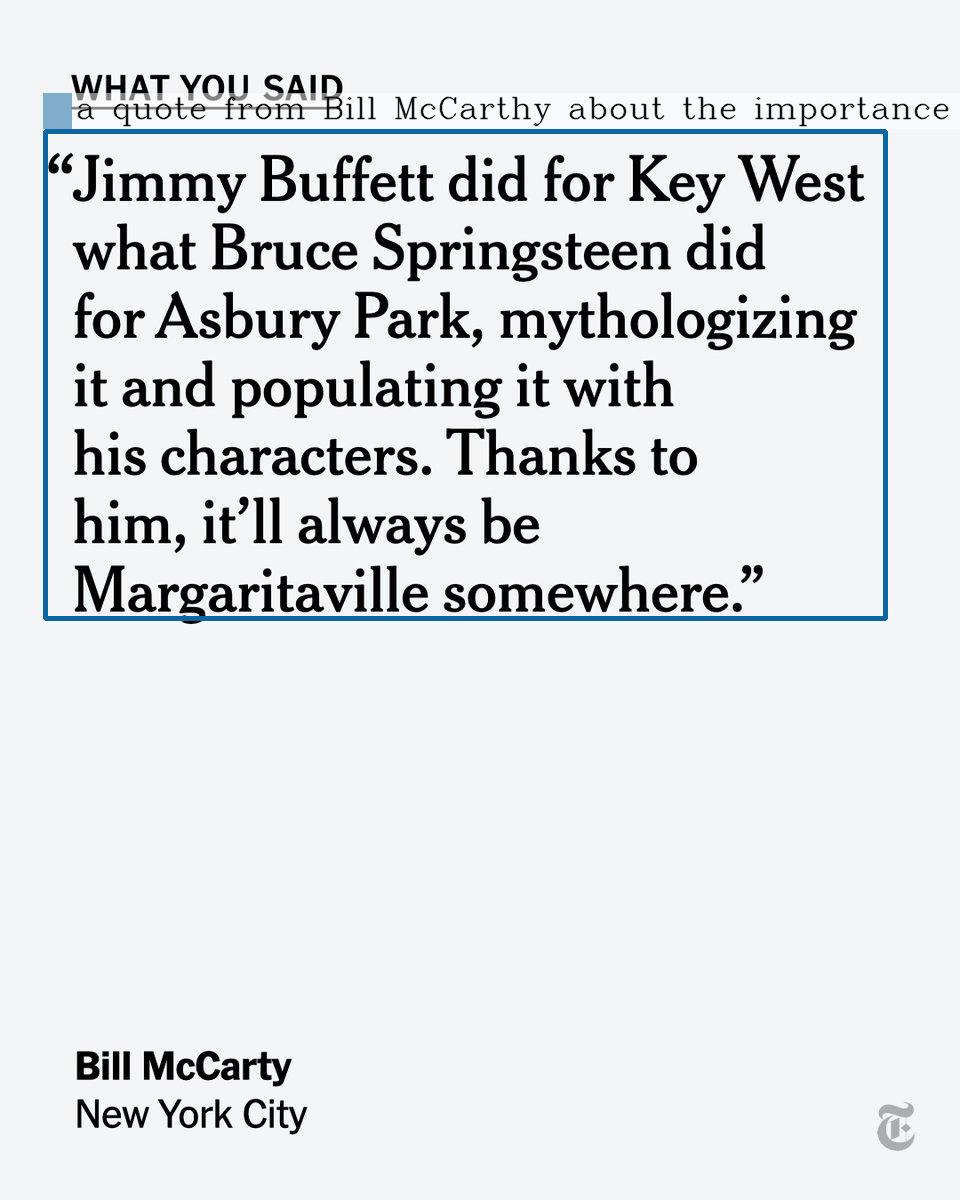 WHAT YOU SAID
a quote from Bill McCarthy about the importance
“Jimmy Buffett did for Key West
what Bruce Springsteen did
for Asbury Park, mythologizing
it and populating it with
his characters. Thanks to
him, it’ll always be
Margaritaville somewhere.”
Bill McCarty
New York City
T